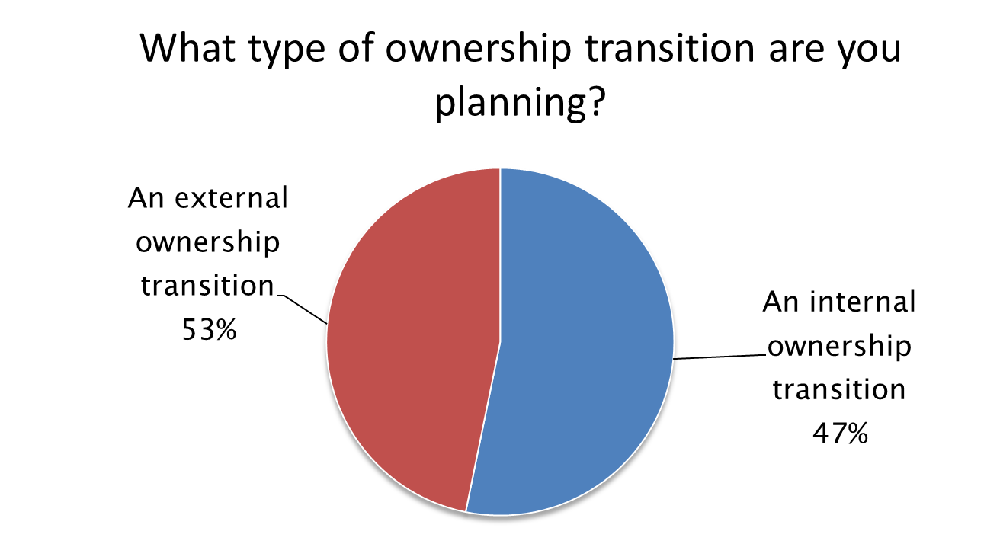 What type of ownership transition are you
planning?
An external
ownership
transition
53%
An internal
ownership
transition
47%